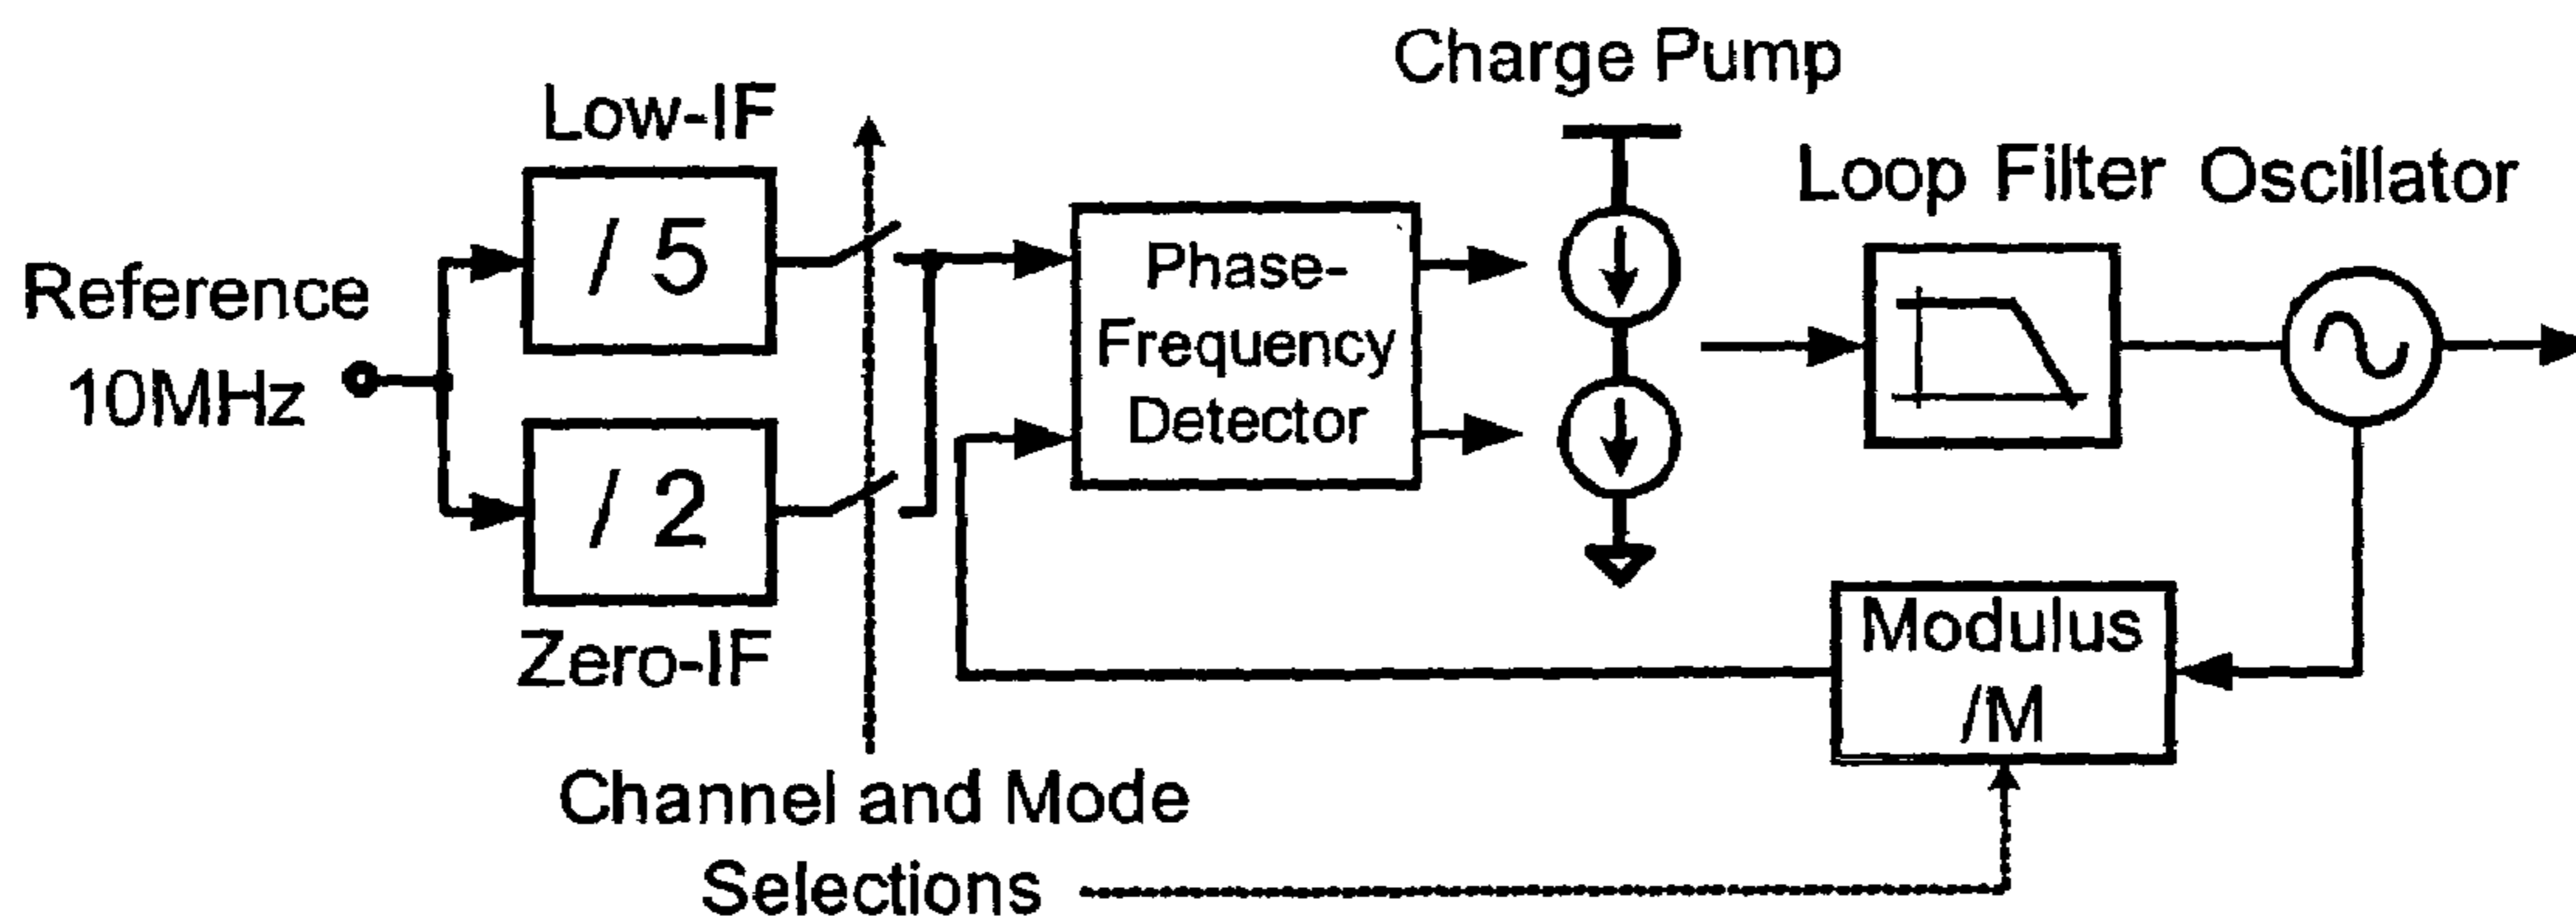 Charge Pump
Low-IF
Loop Filter
Oscillator
/ 5
Reference
10MHz
Phase-
Frequency
Detector
/ 2
Zero-IF
Modulus
/M
Channel and Mode
Selections